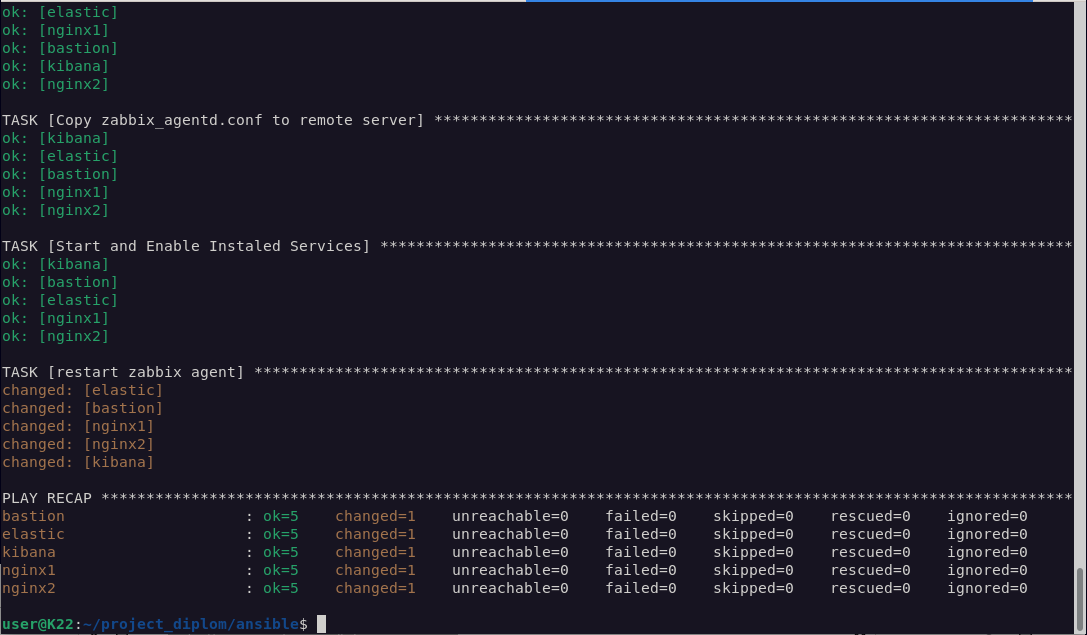 ok: [elastic]
ok: [nginx1]
ok: [bastion]
ok: [kibana]
ok: [nginx2]
TASK [Copy zabbix_agentd.conf to remote server] ***********************************************************************
ok: [kibana]
ok: [elastic]
ok: [bastion]
ok: [nginx1]
ok: [nginx2]
TASK [Start and Enable Instaled Services] *****************************************************************************
ok: [kibana]
ok: [bastion]
ok: [elastic]
ok: [nginx1]
ok: [nginx2]
TASK [restart zabbix agent] *******************************************************************************************
changed: [elastic]
changed: [bastion]
changed: [nginx1]
changed: [nginx2]
changed: [kibana]
PLAY RECAP ************************************************************************************************************
bastion                    : ok=5    changed=1    unreachable=0    failed=0    skipped=0    rescued=0    ignored=0
elastic                    : ok=5    changed=1    unreachable=0    failed=0    skipped=0    rescued=0    ignored=0
kibana                     : ok=5    changed=1    unreachable=0    failed=0    skipped=0    rescued=0    ignored=0
nginx1                     : ok=5    changed=1    unreachable=0    failed=0    skipped=0    rescued=0    ignored=0
nginx2                     : ok=5    changed=1    unreachable=0    failed=0    skipped=0    rescued=0    ignored=0
user@K22:~/project_diplom/ansible$